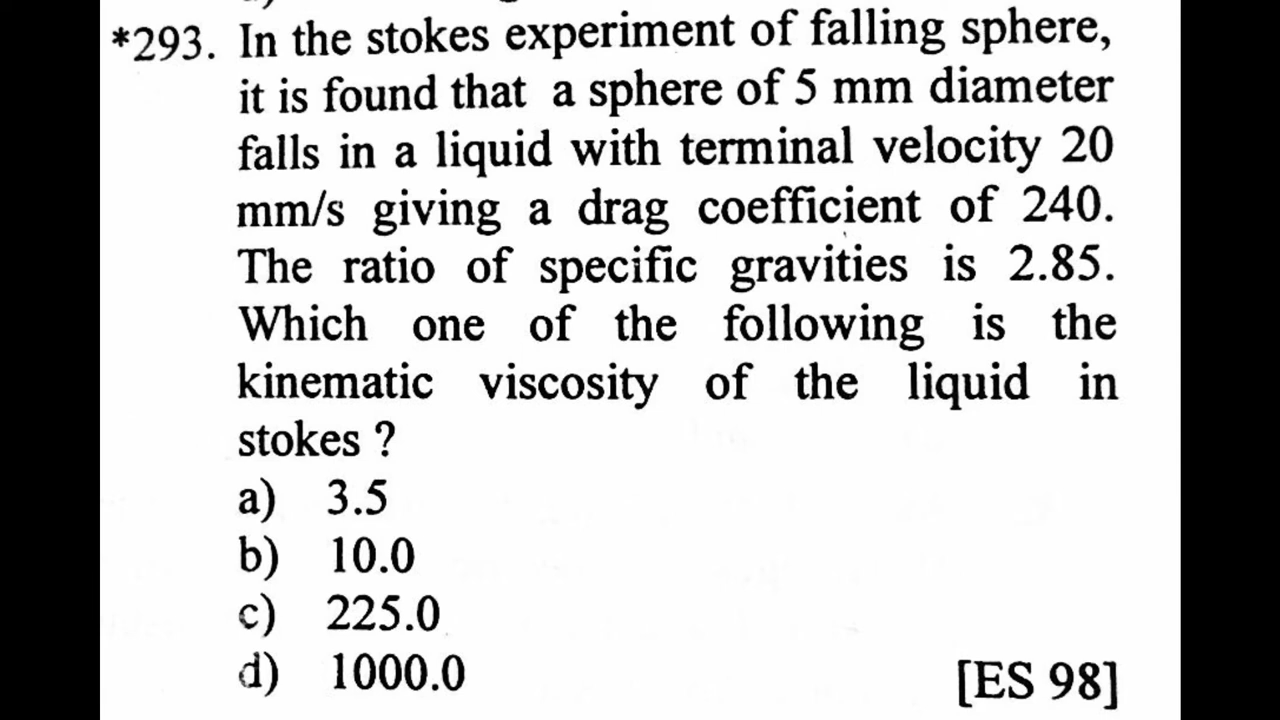 *293. In the stokes experiment of falling sphere,
it is found that a sphere of 5 mm diameter
falls in a liquid with terminal velocity 20
mm/s giving a drag coefficient of 240.
The ratio of specific gravities is 2.85.
Which one of the following is the
kinematic viscosity of the liquid in
stokes ?
a) 3.5
b) 10.0
c) 225.0
d) 1000.0 [ES 98]